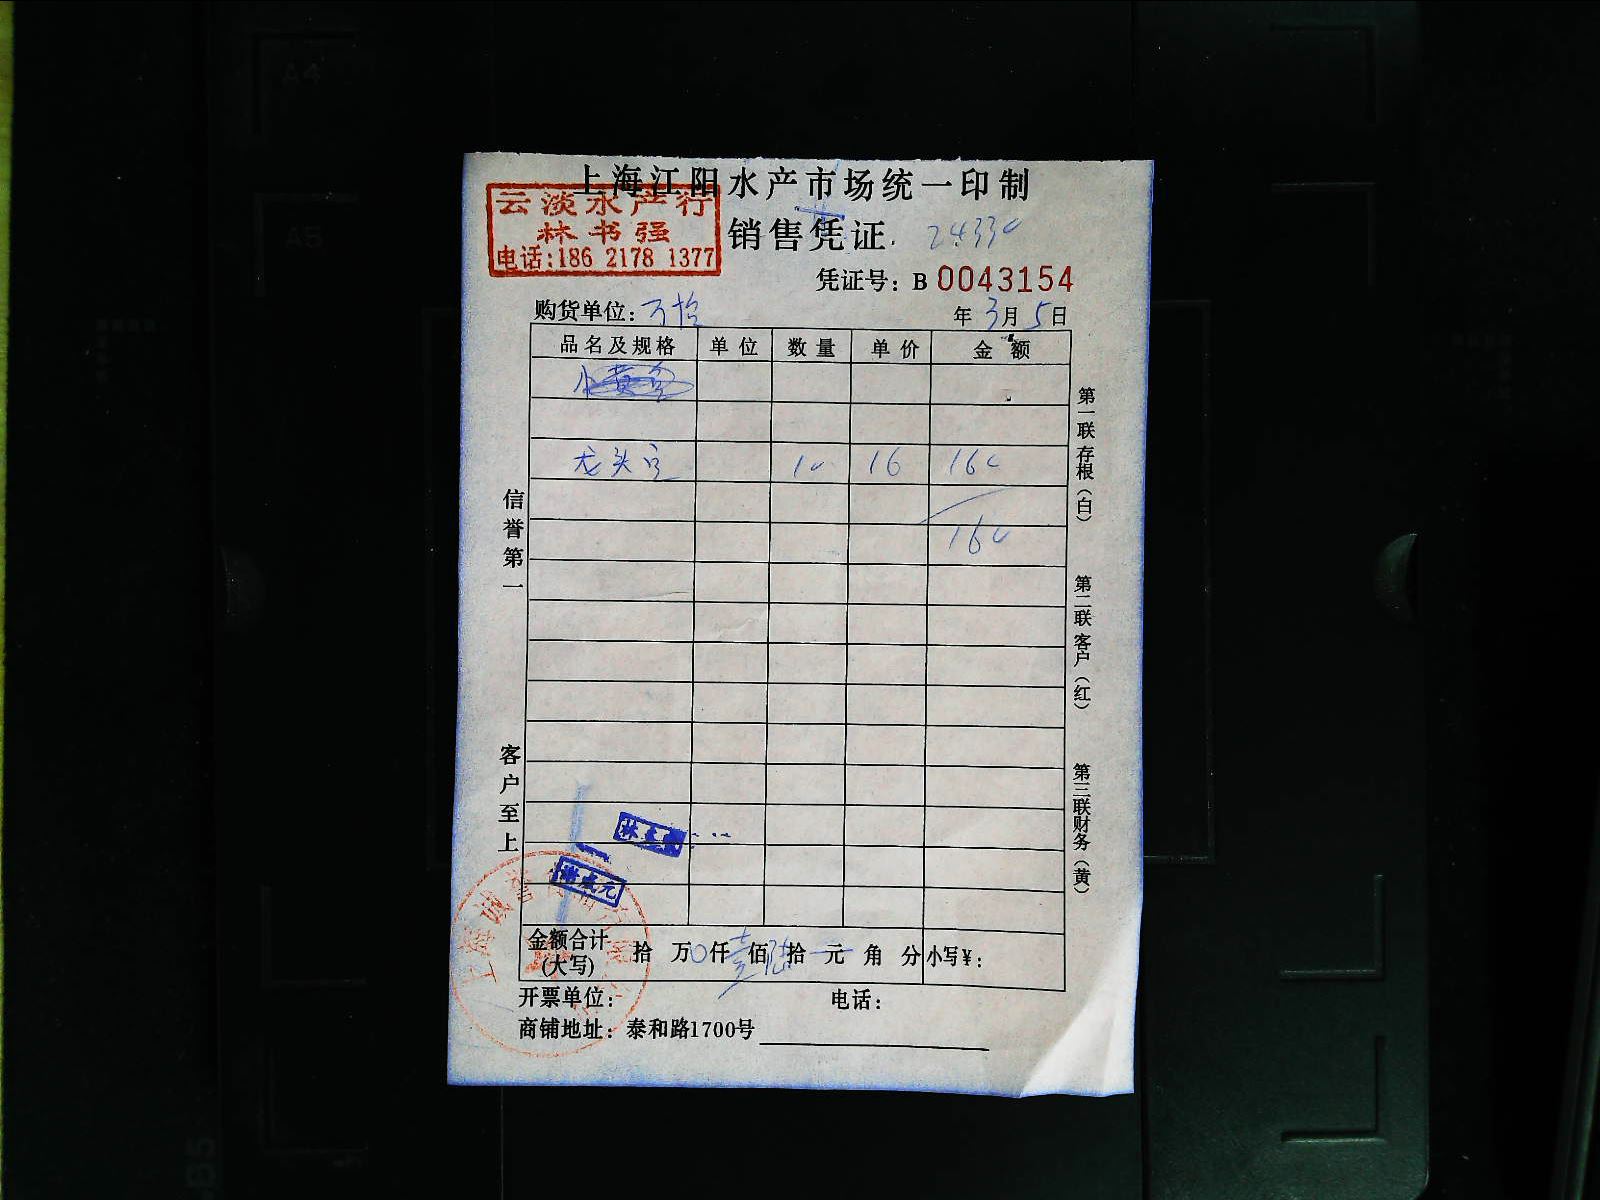 上海江阳水产市场统一印制
云淡水产行
林书强
电话:186 2178 1377
销售凭证
凭证号: B 0043154
购货单位:
年 3月 5日
品名及规格 单位 数量 单价 金额
龙头 10 16 160
160
信誉第一
客户至上
第一联存根(白)
第二联客户(红)
第三联财务(黄)
金额合计(大写) 拾 万 0仟 壹佰 陆拾 元 角 分 小写¥:
开票单位: 电话:
商铺地址: 泰和路1700号